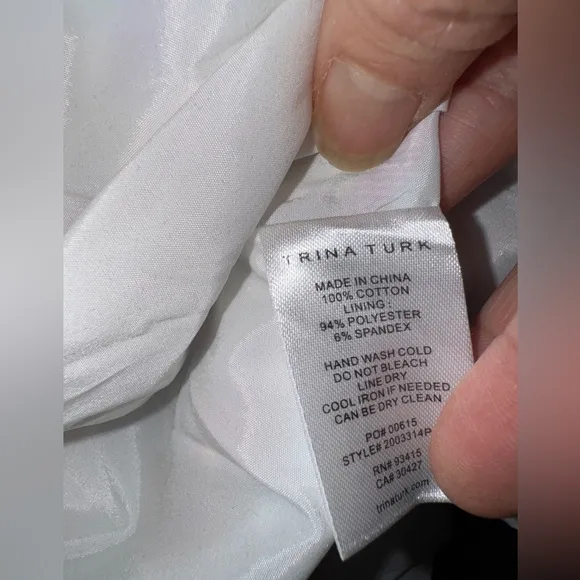 TRINA TURK
MADE IN CHINA
100% COTTON
LINING :
94% POLYESTER
6% SPANDEX
HAND WASH COLD
DO NOT BLEACH
LINE DRY
COOL IRON IF NEEDED
CAN BE DRY CLEAN
PO# 00615
STYLE# 2003314P
RN# 93415
CA# 30427
trinaturk.com